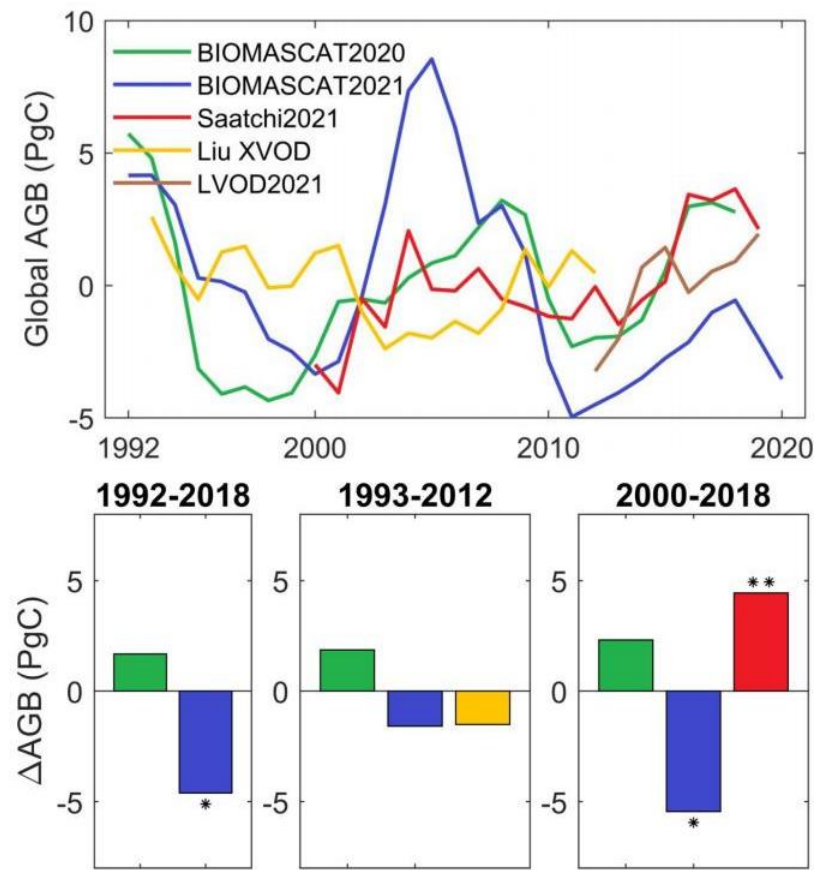 10
5
0
-5
Global AGB (PgC)
BIOMASCAT2020
BIOMASCAT2021
Saatchi2021
Liu XVOD
LVOD2021
1992 2000 2010 2020
1992-2018 1993-2012 2000-2018
ΔAGB (PgC)
5 5 5
**
0 0 0
-5 -5 -5
* *